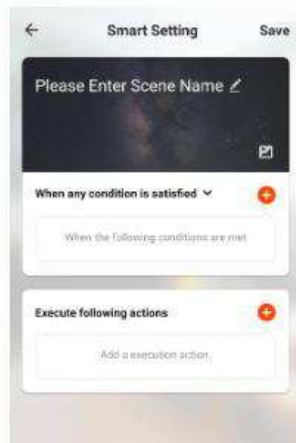 Smart Setting
Save
Please Enter Scene Name
When any condition is satisfied
When the following conditions are met
Execute following actions
Add a execution action.